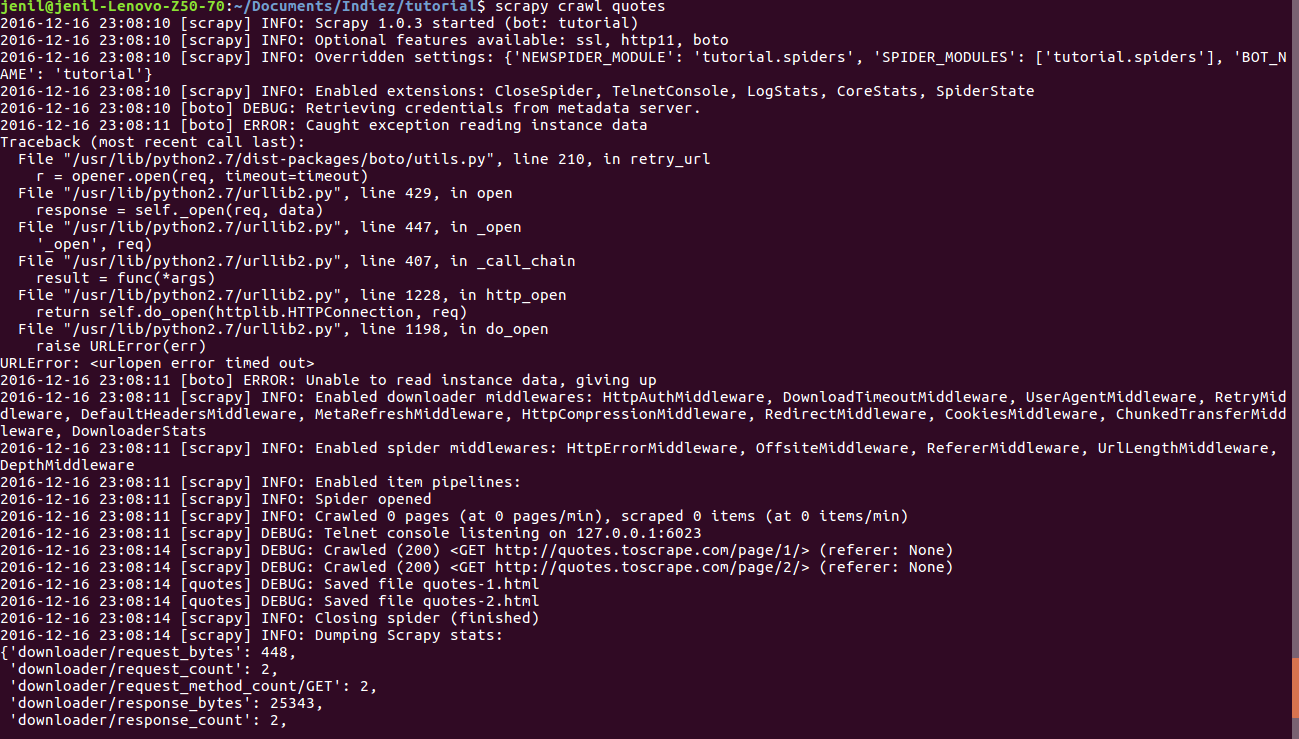 jenil@jenil-Lenovo-Z50-70:~/Documents/Indiez/tutorial$ scrapy crawl quotes
2016-12-16 23:08:10 [scrapy] INFO: Scrapy 1.0.3 started (bot: tutorial)
2016-12-16 23:08:10 [scrapy] INFO: Optional features available: ssl, http11, boto
2016-12-16 23:08:10 [scrapy] INFO: Overridden settings: {'NEWSPIDER_MODULE': 'tutorial.spiders', 'SPIDER_MODULES': ['tutorial.spiders'], 'BOT_N
AME': 'tutorial'}
2016-12-16 23:08:10 [scrapy] INFO: Enabled extensions: CloseSpider, TelnetConsole, LogStats, CoreStats, SpiderState
2016-12-16 23:08:10 [boto] DEBUG: Retrieving credentials from metadata server.
2016-12-16 23:08:11 [boto] ERROR: Caught exception reading instance data
Traceback (most recent call last):
  File "/usr/lib/python2.7/dist-packages/boto/utils.py", line 210, in retry_url
    r = opener.open(req, timeout=timeout)
  File "/usr/lib/python2.7/urllib2.py", line 429, in open
    response = self._open(req, data)
  File "/usr/lib/python2.7/urllib2.py", line 447, in _open
    '_open', req)
  File "/usr/lib/python2.7/urllib2.py", line 407, in _call_chain
    result = func(*args)
  File "/usr/lib/python2.7/urllib2.py", line 1228, in http_open
    return self.do_open(httplib.HTTPConnection, req)
  File "/usr/lib/python2.7/urllib2.py", line 1198, in do_open
    raise URLError(err)
URLError: <urlopen error timed out>
2016-12-16 23:08:11 [boto] ERROR: Unable to read instance data, giving up
2016-12-16 23:08:11 [scrapy] INFO: Enabled downloader middlewares: HttpAuthMiddleware, DownloadTimeoutMiddleware, UserAgentMiddleware, RetryMid
dleware, DefaultHeadersMiddleware, MetaRefreshMiddleware, HttpCompressionMiddleware, RedirectMiddleware, CookiesMiddleware, ChunkedTransferMidd
leware, DownloaderStats
2016-12-16 23:08:11 [scrapy] INFO: Enabled spider middlewares: HttpErrorMiddleware, OffsiteMiddleware, RefererMiddleware, UrlLengthMiddleware,
DepthMiddleware
2016-12-16 23:08:11 [scrapy] INFO: Enabled item pipelines:
2016-12-16 23:08:11 [scrapy] INFO: Spider opened
2016-12-16 23:08:11 [scrapy] INFO: Crawled 0 pages (at 0 pages/min), scraped 0 items (at 0 items/min)
2016-12-16 23:08:11 [scrapy] DEBUG: Telnet console listening on 127.0.0.1:6023
2016-12-16 23:08:14 [scrapy] DEBUG: Crawled (200) <GET http://quotes.toscrape.com/page/1/> (referer: None)
2016-12-16 23:08:14 [scrapy] DEBUG: Crawled (200) <GET http://quotes.toscrape.com/page/2/> (referer: None)
2016-12-16 23:08:14 [quotes] DEBUG: Saved file quotes-1.html
2016-12-16 23:08:14 [quotes] DEBUG: Saved file quotes-2.html
2016-12-16 23:08:14 [scrapy] INFO: Closing spider (finished)
2016-12-16 23:08:14 [scrapy] INFO: Dumping Scrapy stats:
{'downloader/request_bytes': 448,
 'downloader/request_count': 2,
 'downloader/request_method_count/GET': 2,
 'downloader/response_bytes': 25343,
 'downloader/response_count': 2,